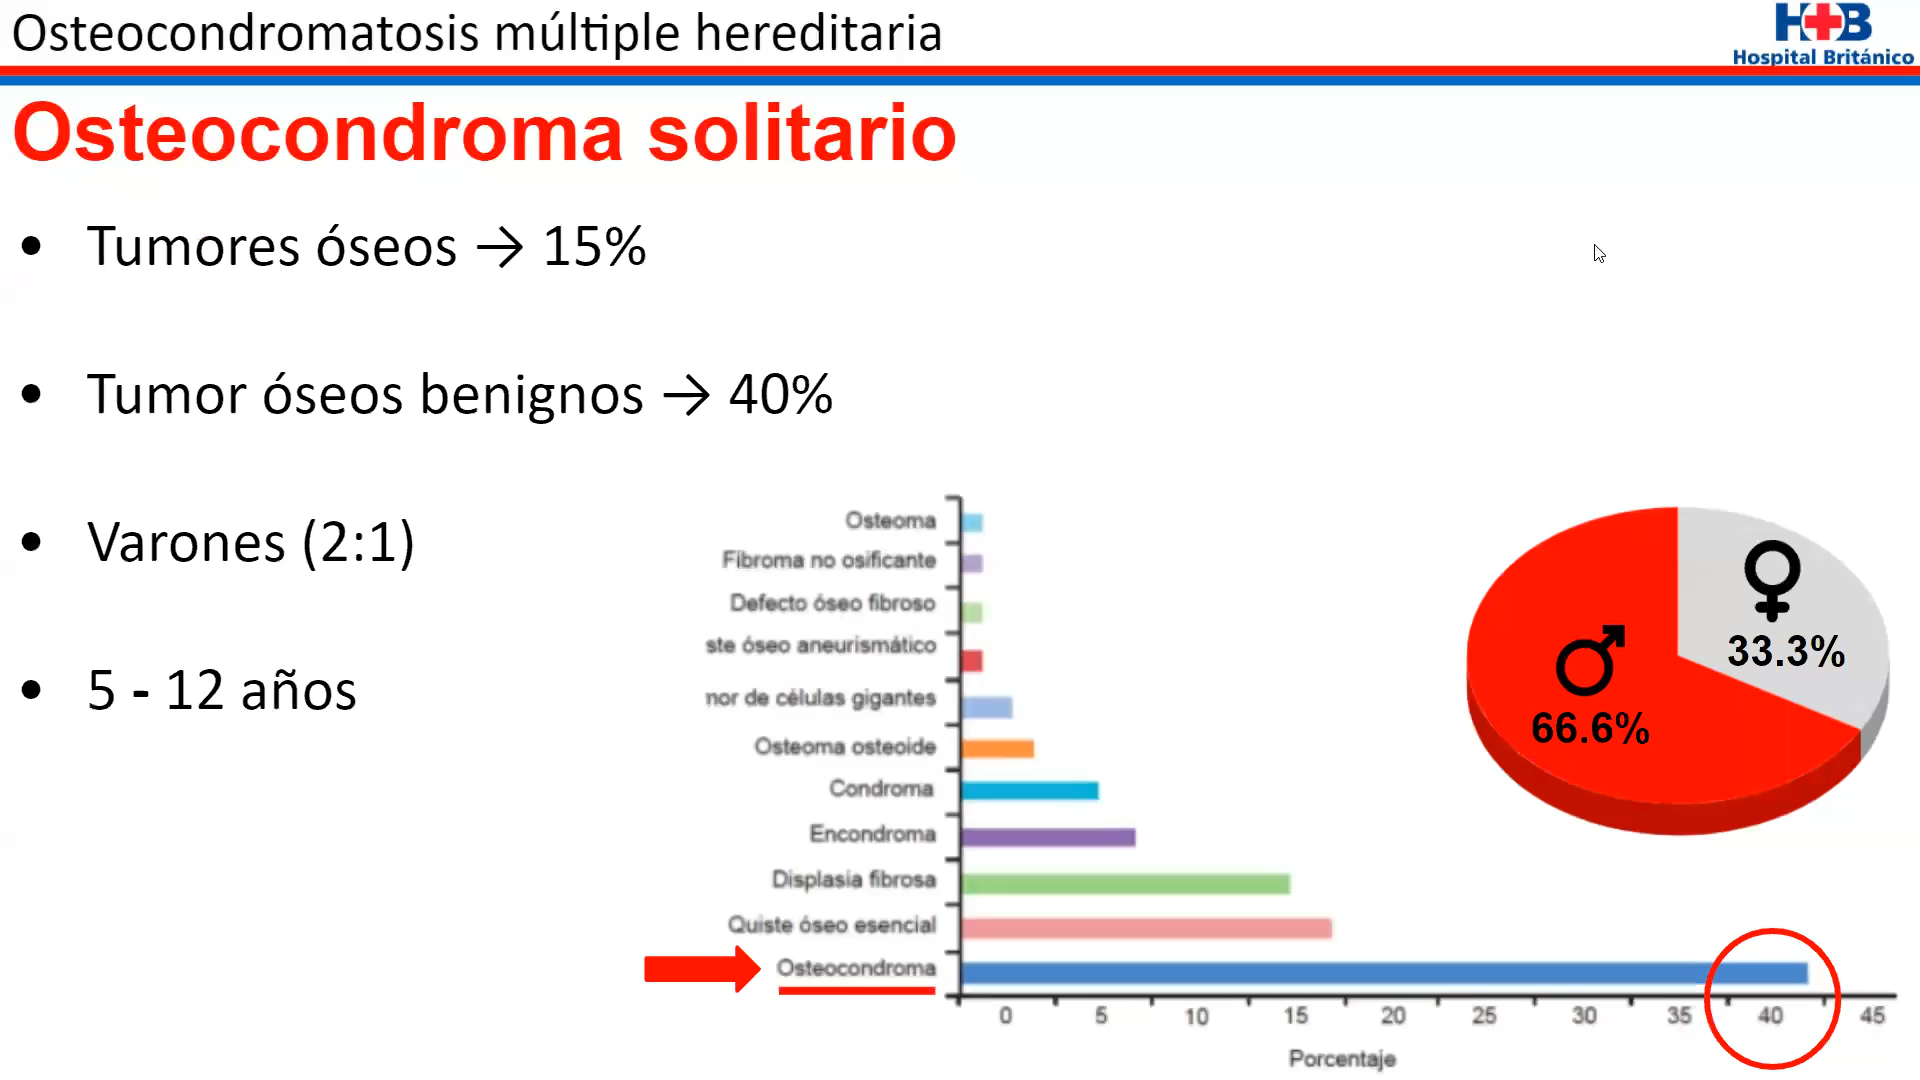 Osteocondromatosis múltiple hereditaria
H+B
Hospital Británico
Osteocondroma solitario
• Tumores óseos → 15%
• Tumor óseos benignos → 40%
• Varones (2:1)
• 5 - 12 años
Osteoma
Fibroma no osificante
Defecto óseo fibroso
ste óseo aneurismático
nor de células gigantes
Osteoma osteoide
Condroma
Encondroma
Displasia fibrosa
Quiste óseo esencial
Osteocondroma
0 5 10 15 20 25 30 35 40 45
Porcentaje
♀
33.3%
♂
66.6%